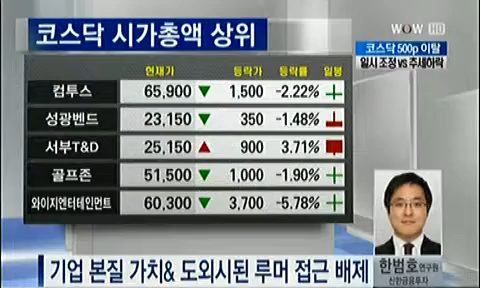 코스닥 시가총액 상위
WOW HD
코스닥 500p 이탈
일시 조정 VS 추세하락
현재가 등락가 등락률 일봉
컴투스 65,900 ▼ 1,500 -2.22%
성광벤드 23,150 ▼ 350 -1.48%
서부T&D 25,150 ▲ 900 3.71%
골프존 51,500 ▼ 1,000 -1.90%
와이지엔터테인먼트 60,300 ▼ 3,700 -5.78%
한범호 연구원
신한금융투자
기업 본질 가치& 도외시된 루머 접근 배제